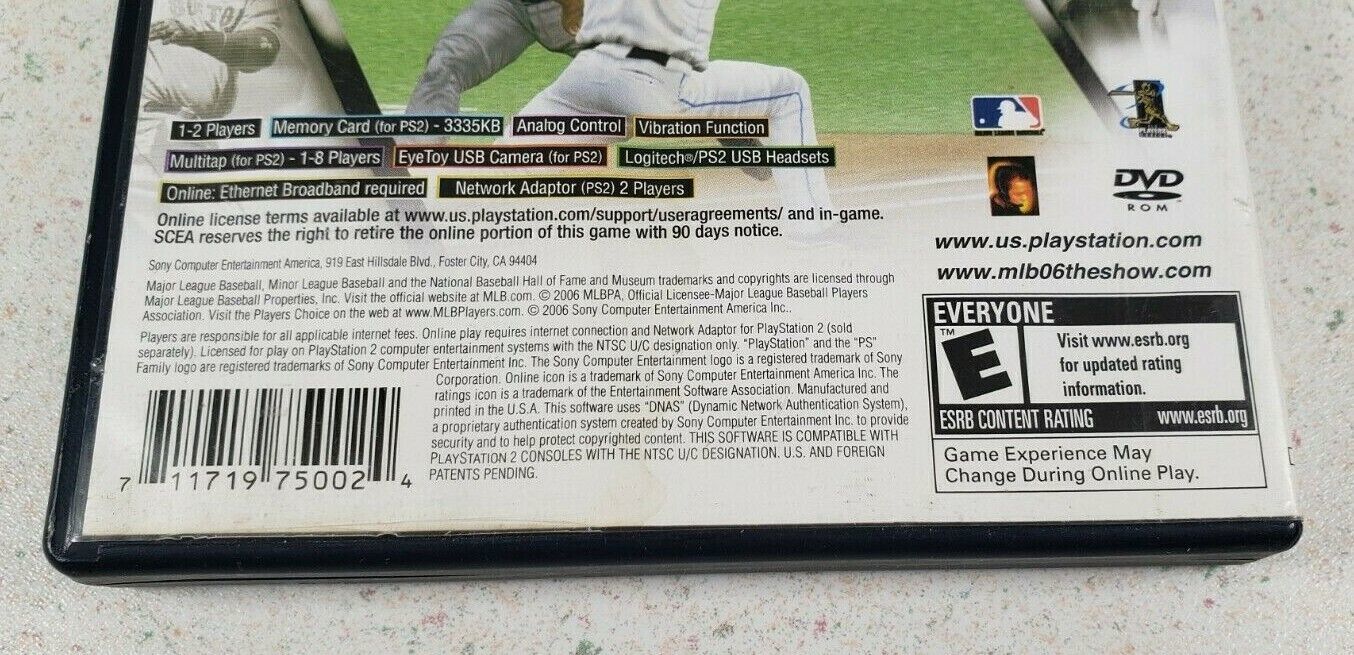 1-2 Players Memory Card (for PS2) - 3335KB Analog Control Vibration Function
Multitap (for PS2) - 1-8 Players EyeToy USB Camera (for PS2) Logitech®/PS2 USB Headsets
Online: Ethernet Broadband required Network Adaptor (PS2) 2 Players
Online license terms available at www.us.playstation.com/support/useragreements/ and in-game.
SCEA reserves the right to retire the online portion of this game with 90 days notice.
Sony Computer Entertainment America, 919 East Hillsdale Blvd., Foster City, CA 94404
Major League Baseball, Minor League Baseball and the National Baseball Hall of Fame and Museum trademarks and copyrights are licensed through
Major League Baseball Properties, Inc. Visit the official website at MLB.com. © 2006 MLBPA, Official Licensee-Major League Baseball Players
Association. Visit the Players Choice on the web at www.MLBPlayers.com. © 2006 Sony Computer Entertainment America Inc..
Players are responsible for all applicable internet fees. Online play requires internet connection and Network Adaptor for PlayStation 2 (sold
separately). Licensed for play on PlayStation 2 computer entertainment systems with the NTSC U/C designation only. "PlayStation" and the "PS"
Family logo are registered trademarks of Sony Computer Entertainment Inc. The Sony Computer Entertainment logo is a registered trademark of Sony
Corporation. Online icon is a trademark of Sony Computer Entertainment America Inc. The
ratings icon is a trademark of the Entertainment Software Association. Manufactured and
printed in the U.S.A. This software uses "DNAS" (Dynamic Network Authentication System),
a proprietary authentication system created by Sony Computer Entertainment Inc. to provide
security and to help protect copyrighted content. THIS SOFTWARE IS COMPATIBLE WITH
PLAYSTATION 2 CONSOLES WITH THE NTSC U/C DESIGNATION. U.S. AND FOREIGN
PATENTS PENDING.
7 11719 75002 4
DVD
ROM
www.us.playstation.com
www.mlb06theshow.com
EVERYONE
E™
Visit www.esrb.org
for updated rating
information.
ESRB CONTENT RATING www.esrb.org
Game Experience May
Change During Online Play.